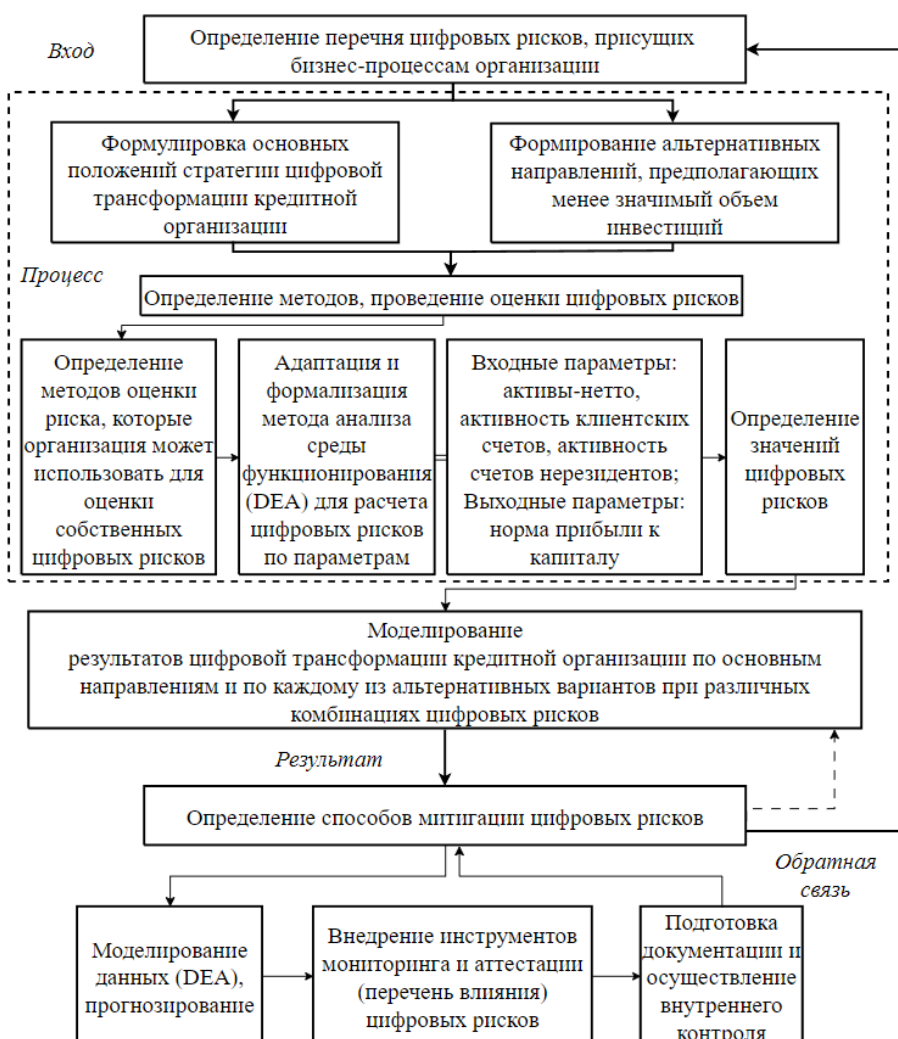 Вход
Определение перечня цифровых рисков, присущих
бизнес-процессам организации
Формулировка основных
положений стратегии цифровой
трансформации кредитной
организации
Формирование альтернативных
направлений, предполагающих
менее значимый объем
инвестиций
Процесс
Определение методов, проведение оценки цифровых рисков
Определение
методов оценки
риска, которые
организация может
использовать для
оценки
собственных
цифровых рисков
Адаптация и
формализация
метода анализа
среды
функционирования
(DEA) для расчета
цифровых рисков
по параметрам
Входные параметры:
активы-нетто,
активность клиентских
счетов, активность
счетов нерезидентов;
Выходные параметры:
норма прибыли к
капиталу
Определение
значений
цифровых
рисков
Моделирование
результатов цифровой трансформации кредитной организации по основным
направлениям и по каждому из альтернативных вариантов при различных
комбинациях цифровых рисков
Результат
Определение способов митигации цифровых рисков
Обратная
связь
Моделирование
данных (DEA),
прогнозирование
Внедрение инструментов
мониторинга и аттестации
(перечень влияния)
цифровых рисков
Подготовка
документации и
осуществление
внутреннего
контроля